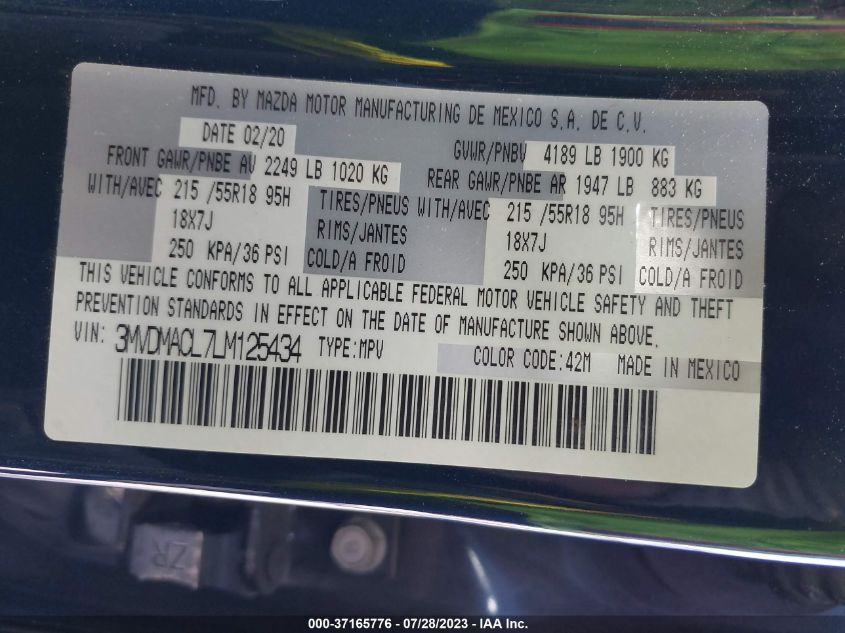 MFD. BY MAZDA MOTOR MANUFACTURING DE MEXICO S.A. DE C.V.
DATE 02/20 GVWR/PNBV 4189 LB 1900 KG
FRONT GAWR/PNBE AV 2249 LB 1020 KG REAR GAWR/PNBE AR 1947 LB 883 KG
WITH/AVEC 215 /55R18 95H TIRES/PNEUS WITH/AVEC 215 /55R18 95H TIRES/PNEUS
18X7J RIMS/JANTES 18X7J RIMS/JANTES
250 KPA/36 PSI COLD/A FROID 250 KPA/36 PSI COLD/A FROID
THIS VEHICLE CONFORMS TO ALL APPLICABLE FEDERAL MOTOR VEHICLE SAFETY AND THEFT
PREVENTION STANDARDS IN EFFECT ON THE DATE OF MANUFACTURE SHOWN ABOVE.
VIN: 3MVDMACL7LM125434 TYPE:MPV COLOR CODE:42M MADE IN MEXICO
ZR
000-37165776 / 07/28/2023 / IAA Inc.